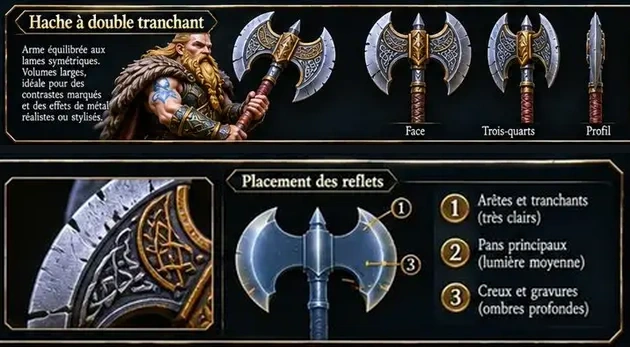 Hache à double tranchant
Arme équilibrée aux
lames symétriques.
Volumes larges,
idéale pour des
contrastes marqués
et des effets de métal
réalistes ou stylisés.
Face
Trois-quarts
Profil
Placement des reflets
1
3
1 Arêtes et tranchants
(très clairs)
2 Pans principaux
(lumière moyenne)
3 Creux et gravures
(ombres profondes)